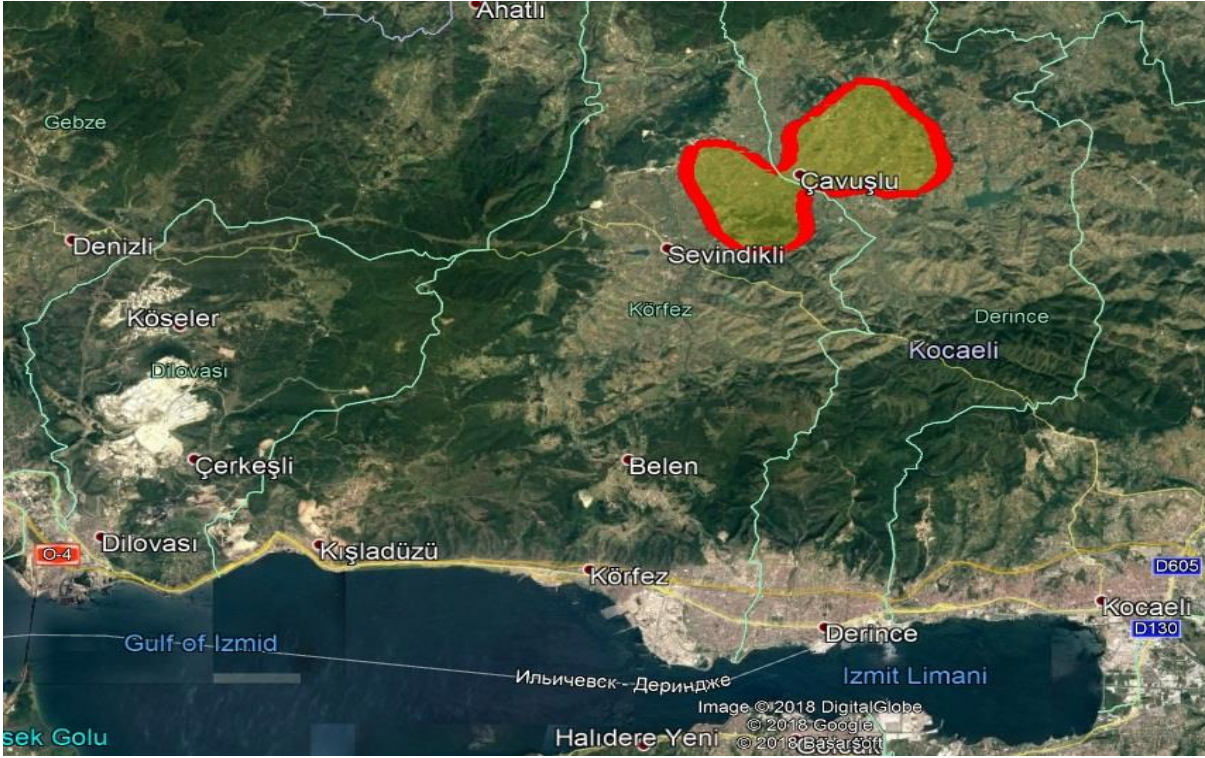 Ahatlı
Gebze
Çavuşlu
Denizli
Sevindikli
Köseler
Körfez
Derince
Kocaeli
Dilovası
Çerkeşli
Belen
Dilovası
O-4
Kışladüzü
Körfez
D605
Kocaeli
Derince
D130
Gulf of Izmid
Ильичевск - Дериндже
Izmit Limani
Image © 2018 DigitalGlobe
© 2018 Google
sek Golu
Halıdere Yeni
© 2018 Basarsoft